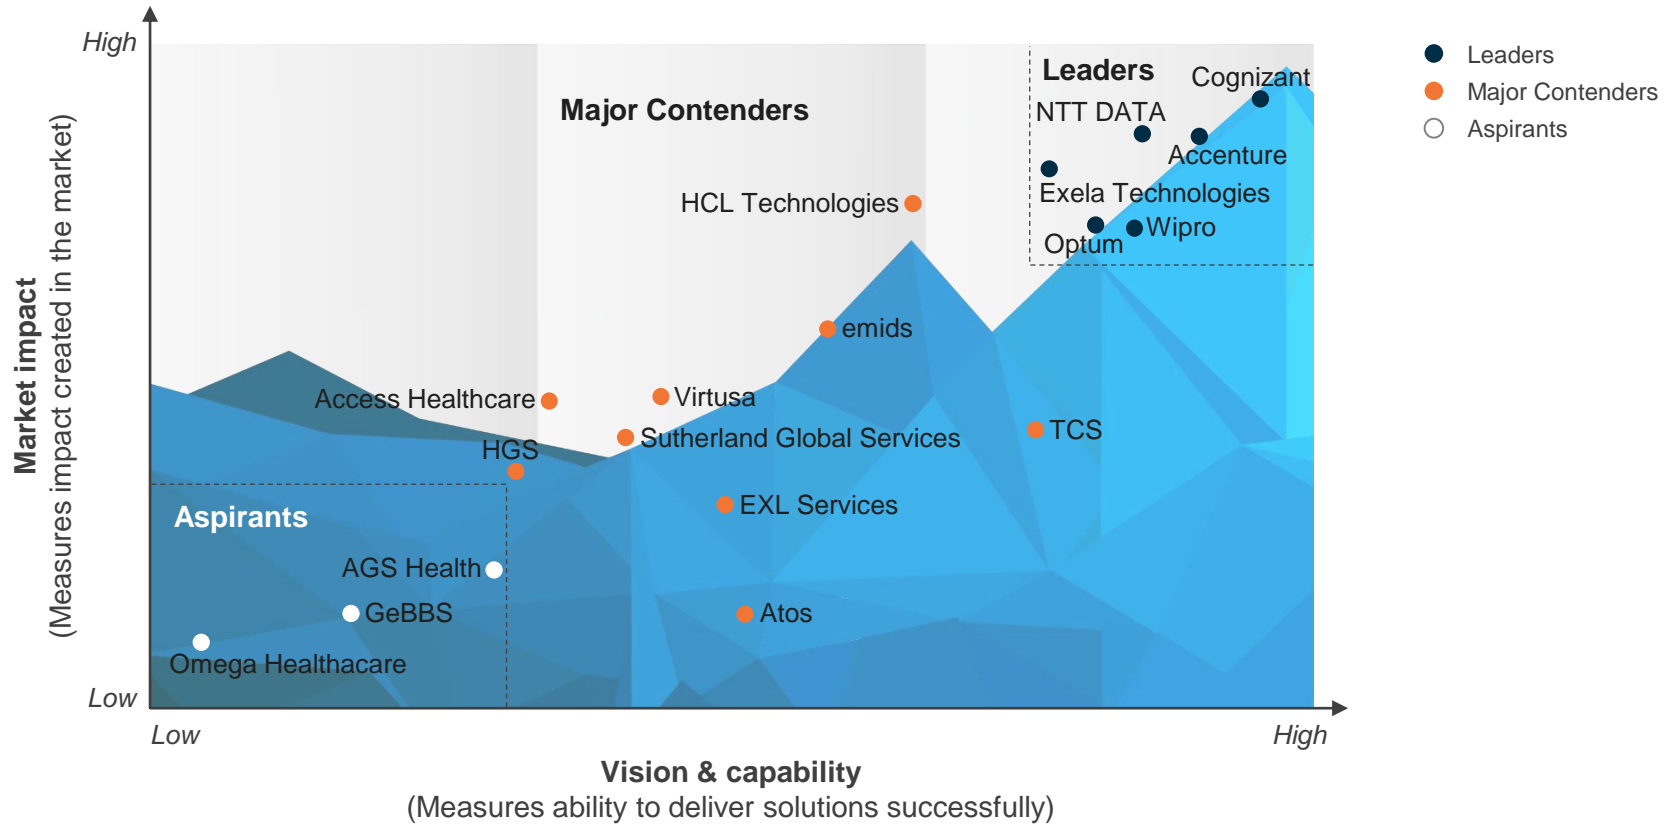 High
Leaders
Cognizant
Leaders
Major Contenders
NTT DATA
Major Contenders
Aspirants
Accenture
Exela Technologies
HCL Technologies
Wipro
Optum
Market impact
(Measures impact created in the market)
emids
Access Healthcare
Virtusa
HGS
Sutherland Global Services
TCS
Aspirants
EXL Services
AGS Health
GeBBS
Atos
Omega Healthacare
Low
Low
High
Vision & capability
(Measures ability to deliver solutions successfully)